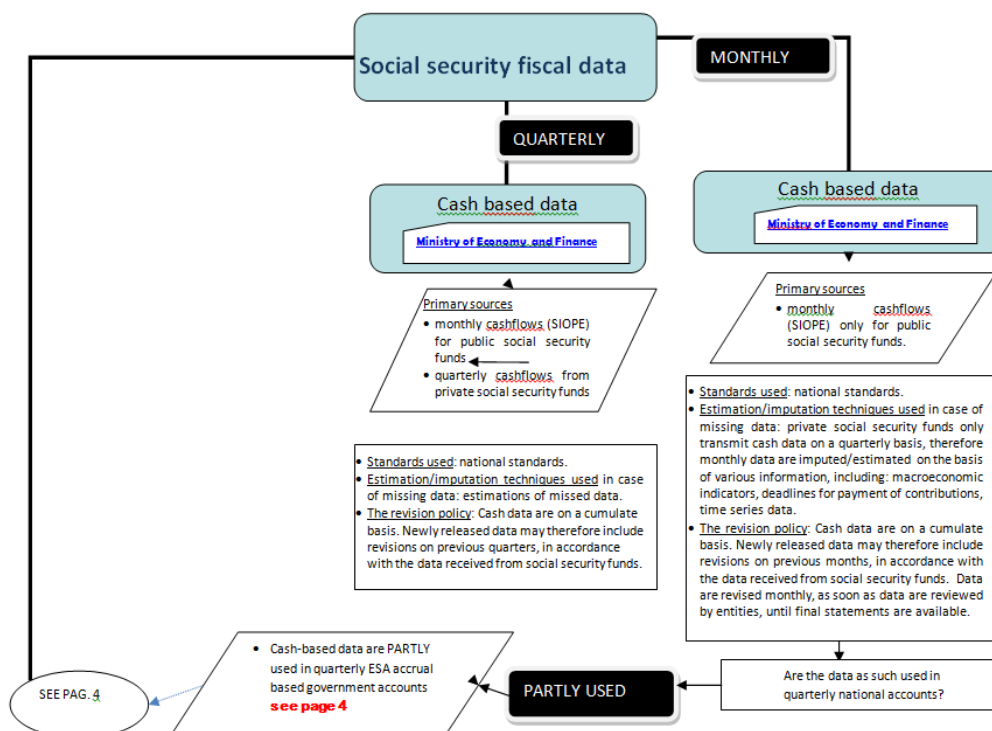 Social security fiscal data
MONTHLY
QUARTERLY
Cash based data
Ministry of Economy and Finance
Primary sources
• monthly cashflows (SIOPE)
for public social security
funds
• quarterly cashflows from
private social security funds
• Standards used: national standards.
• Estimation/imputation techniques used in case
of missing data: estimations of missed data.
• The revision policy: Cash data are on a cumulate
basis. Newly released data may therefore include
revisions on previous quarters, in accordance
with the data received from social security funds.
Cash based data
Ministry of Economy and Finance
Primary sources
• monthly cashflows
(SIOPE) only for public
social security funds.
• Standards used: national standards.
• Estimation/imputation techniques used in case of
missing data: private social security funds only
transmit cash data on a quarterly basis, therefore
monthly data are imputed/estimated on the basis
of various information, including: macroeconomic
indicators, deadlines for payment of contributions,
time series data.
• The revision policy: Cash data are on a cumulate
basis. Newly released data may therefore include
revisions on previous months, in accordance with
the data received from social security funds. Data
are revised monthly, as soon as data are reviewed
by entities, until final statements are available.
Are the data as such used in
quarterly national accounts?
PARTLY USED
• Cash-based data are PARTLY
used in quarterly ESA accrual
based government accounts
see page 4
SEE PAG. 4